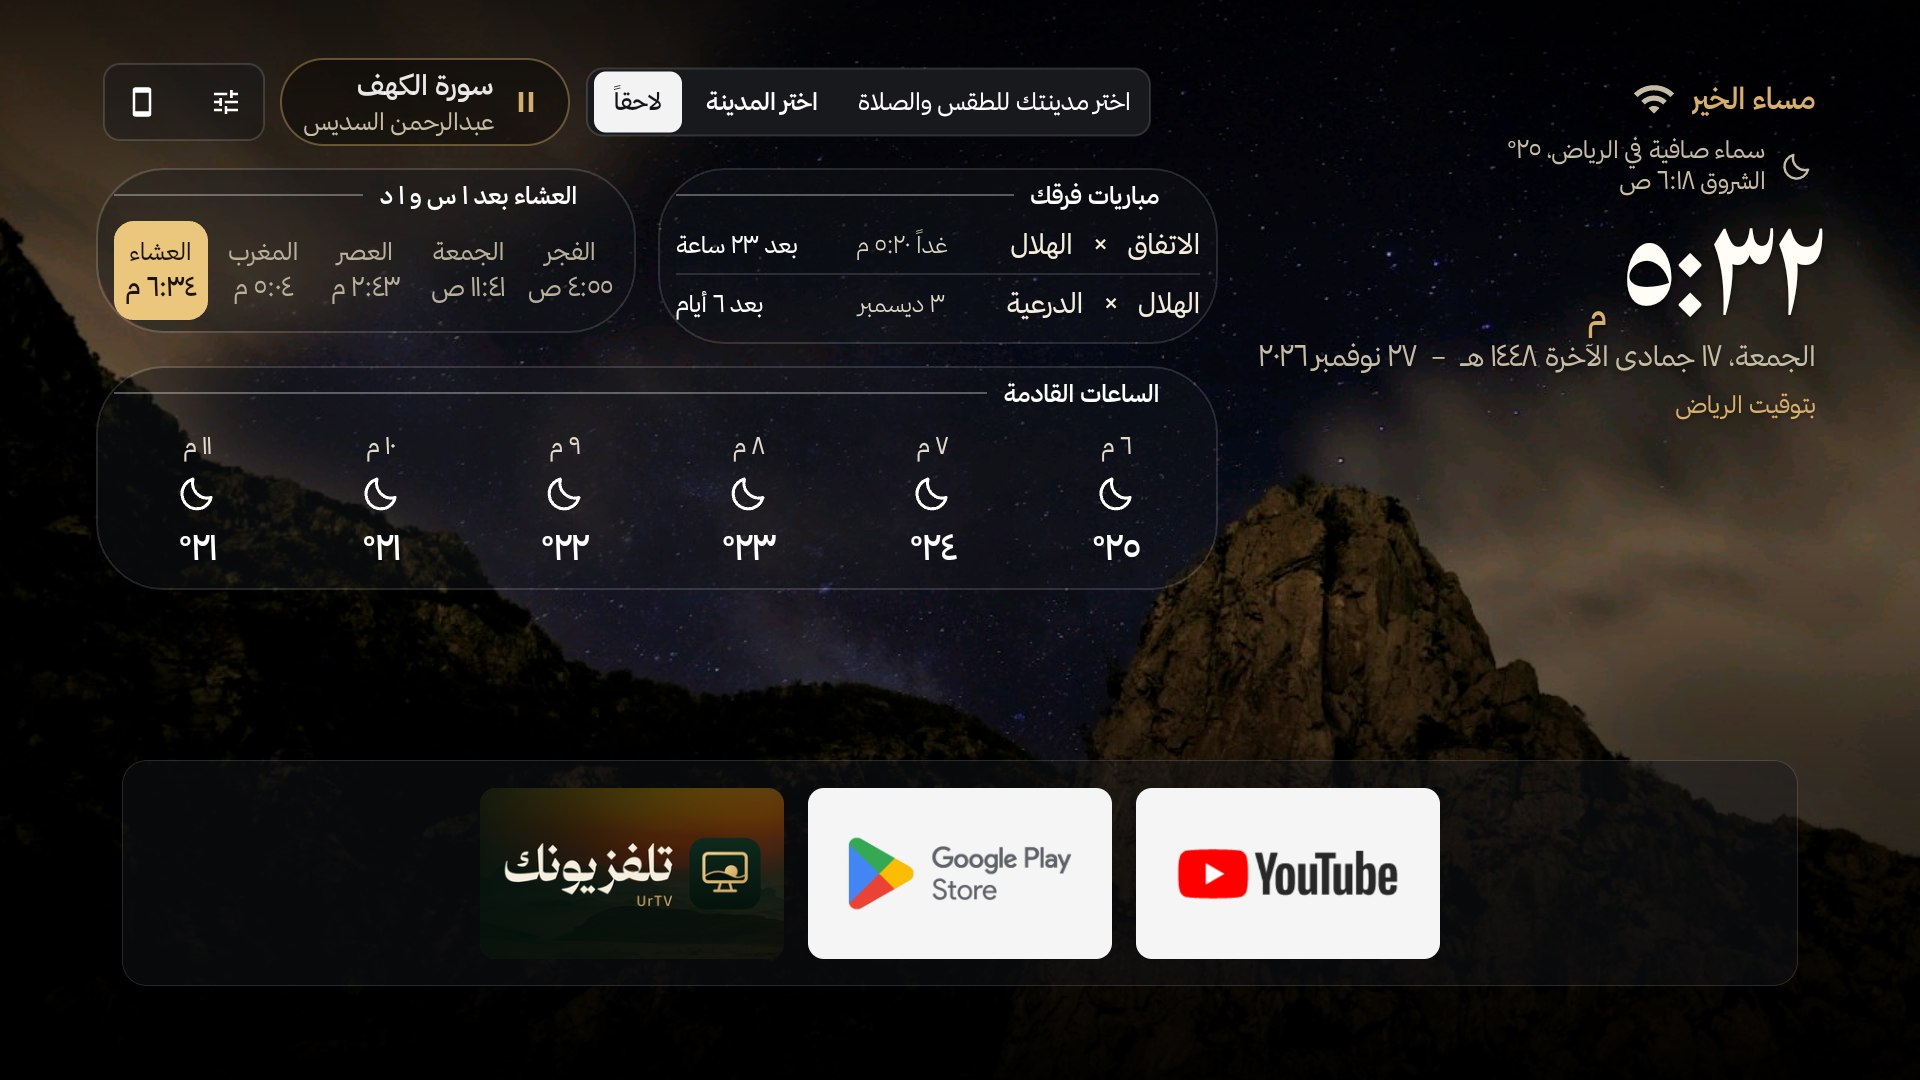 مساء الخير
سماء صافية في الرياض، ٢٥°
الشروق ٦:١٨ ص
٥:٣٢ م
الجمعة، ١٧ جمادى الآخرة ١٤٤٨ هـ – ٢٧ نوفمبر ٢٠٢٦
بتوقيت الرياض
اختر مدينتك للطقس والصلاة
اختر المدينة
لاحقاً
سورة الكهف
عبدالرحمن السديس
مباريات فرقك
الاتفاق × الهلال غداً ٥:٢٠ م بعد ٢٣ ساعة
الهلال × الدرعية ٣ ديسمبر بعد ٦ أيام
العشاء بعد ١ س و ١ د
الفجر الجمعة العصر المغرب العشاء
٤:٥٥ ص ١١:٤١ ص ٢:٤٣ م ٥:٠٤ م ٦:٣٤ م
الساعات القادمة
٦ م ٧ م ٨ م ٩ م ١٠ م ١١ م
٢٥° ٢٤° ٢٣° ٢٢° ٢١° ٢١°
YouTube
Google Play
Store
تلفزيونك
UrTV